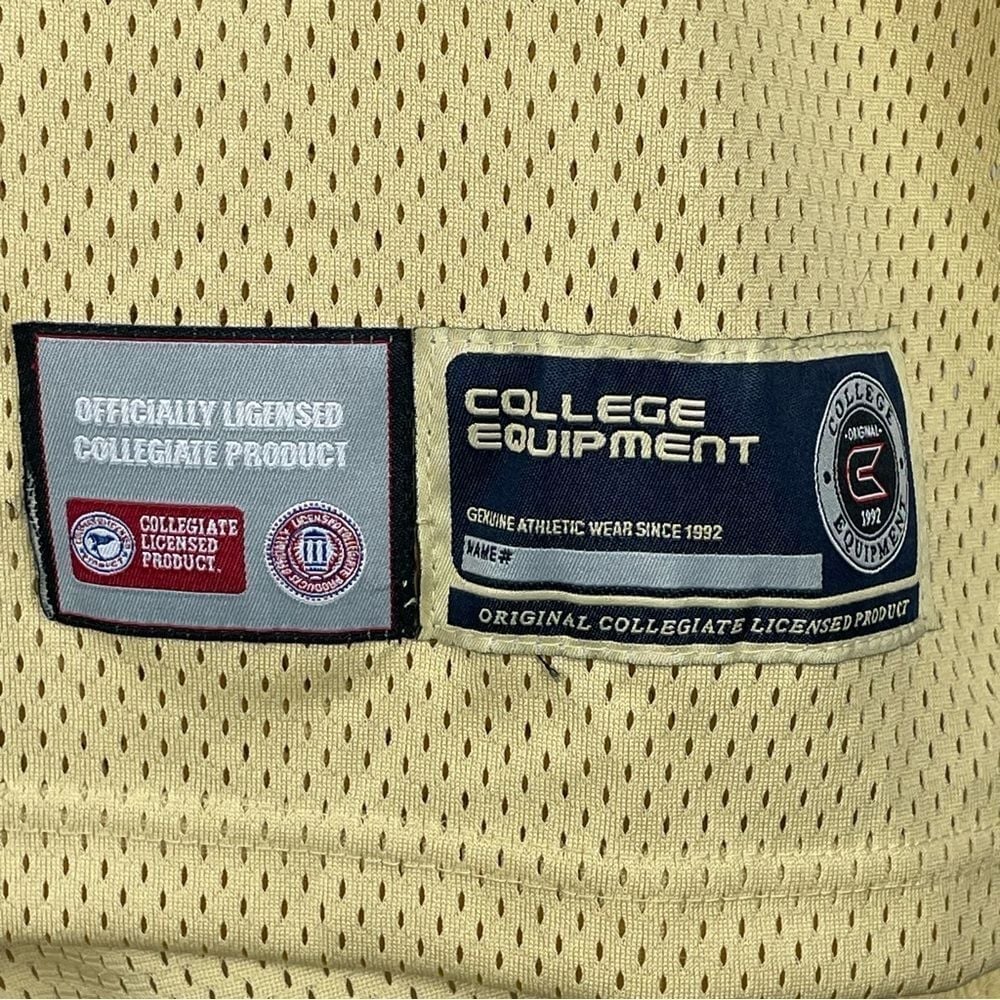 OFFICIALLY LICENSED
COLLEGIATE PRODUCT
COLLEGIATE
LICENSED
PRODUCT.
COLLEGE
EQUIPMENT
GENUINE ATHLETIC WEAR SINCE 1992
NAME#
ORIGINAL COLLEGIATE LICENSED PRODUCT
COLLEGE
·ORIGINAL·
1992
EQUIPMENT